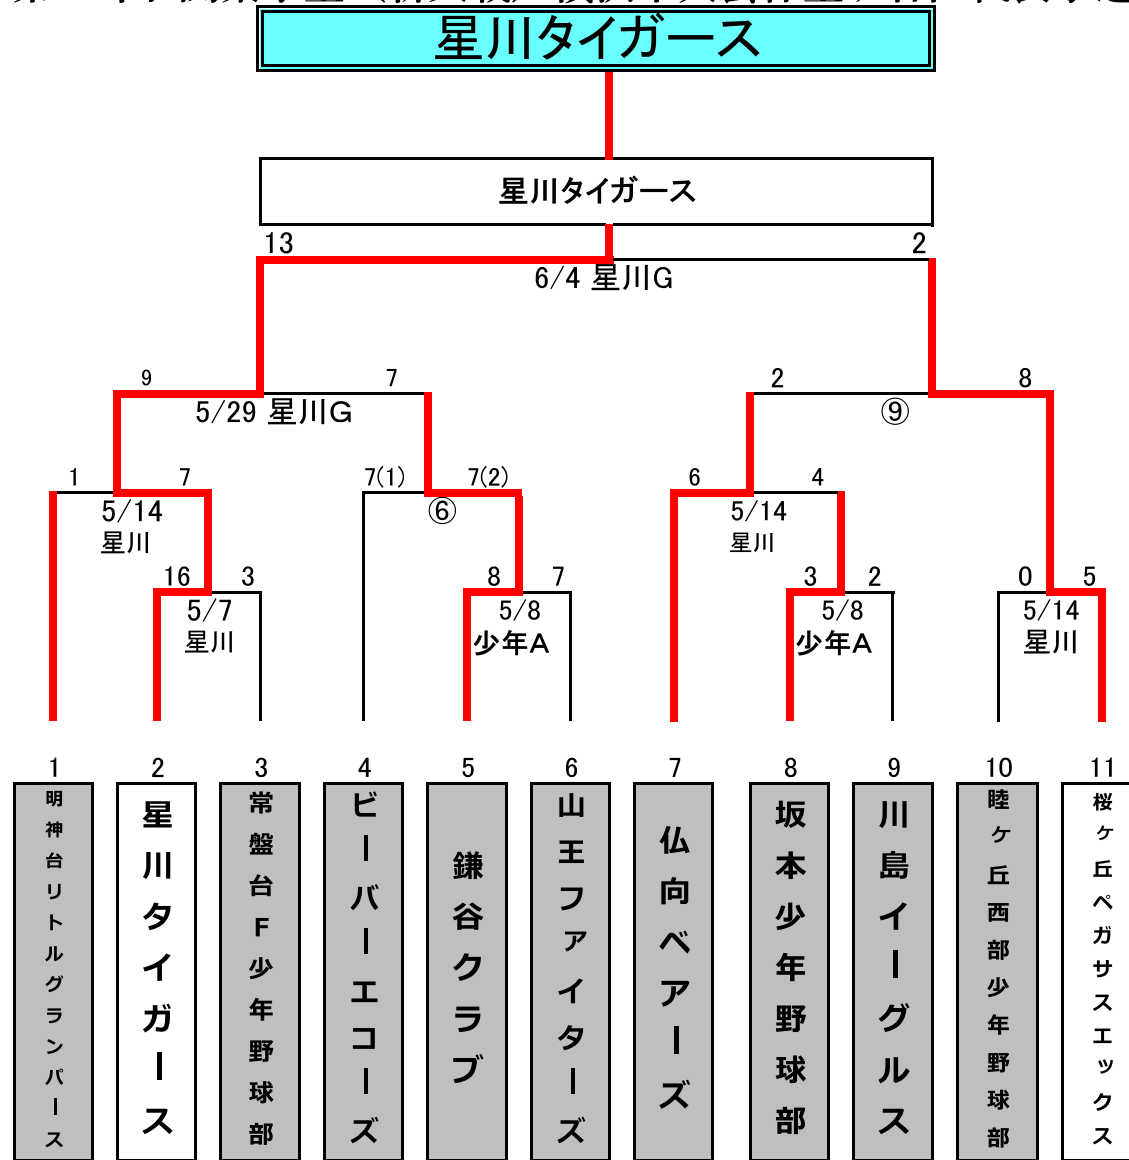 星川タイガース
星川タイガース
13 2
6/4 星川G
9 7 2 8
5/29 星川G ⑨
1 7 7(1) 7(2) 6 4
5/14 ⑥ 5/14
星川 星川
16 3 8 7 3 2 0 5
5/7 5/8 5/8 5/14
星川 少年A 少年A 星川
1 2 3 4 5 6 7 8 9 10 11
明神台リトルグランパース
星川タイガース
常盤台F少年野球部
ビーバーエコーズ
鎌谷クラブ
山王ファイターズ
仏向ベアーズ
坂本少年野球部
川島イーグルス
睦ケ丘西部少年野球部
桜ケ丘ペガサスエックス